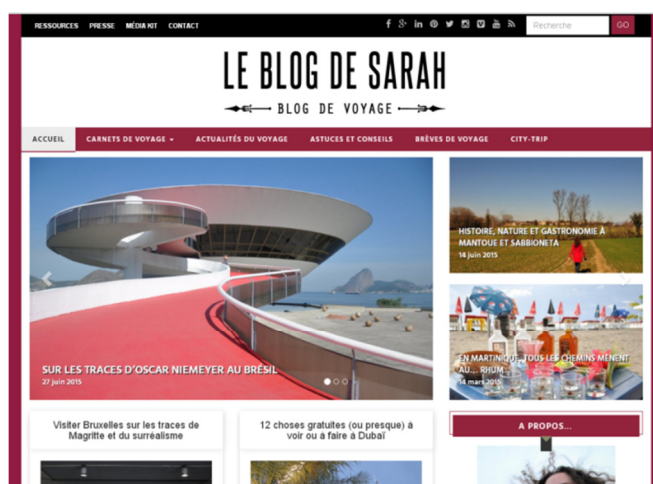 RESSOURCES PRESSE MÉDIA KIT CONTACT
Recherche GO
LE BLOG DE SARAH
BLOG DE VOYAGE
ACCUEIL CARNETS DE VOYAGE ACTUALITÉS DU VOYAGE ASTUCES ET CONSEILS BRÈVES DE VOYAGE CITY-TRIP
SUR LES TRACES D'OSCAR NIEMEYER AU BRÉSIL
27 juin 2015
HISTOIRE, NATURE ET GASTRONOMIE À
MANTOUE ET SABBIONETA
14 juin 2015
EN MARTINIQUE, TOUS LES CHEMINS MÈNENT
AU... RHUM
14 mars 2015
Visiter Bruxelles sur les traces de
Magritte et du surréalisme
12 choses gratuites (ou presque) à
voir ou à faire à Dubaï
A PROPOS...